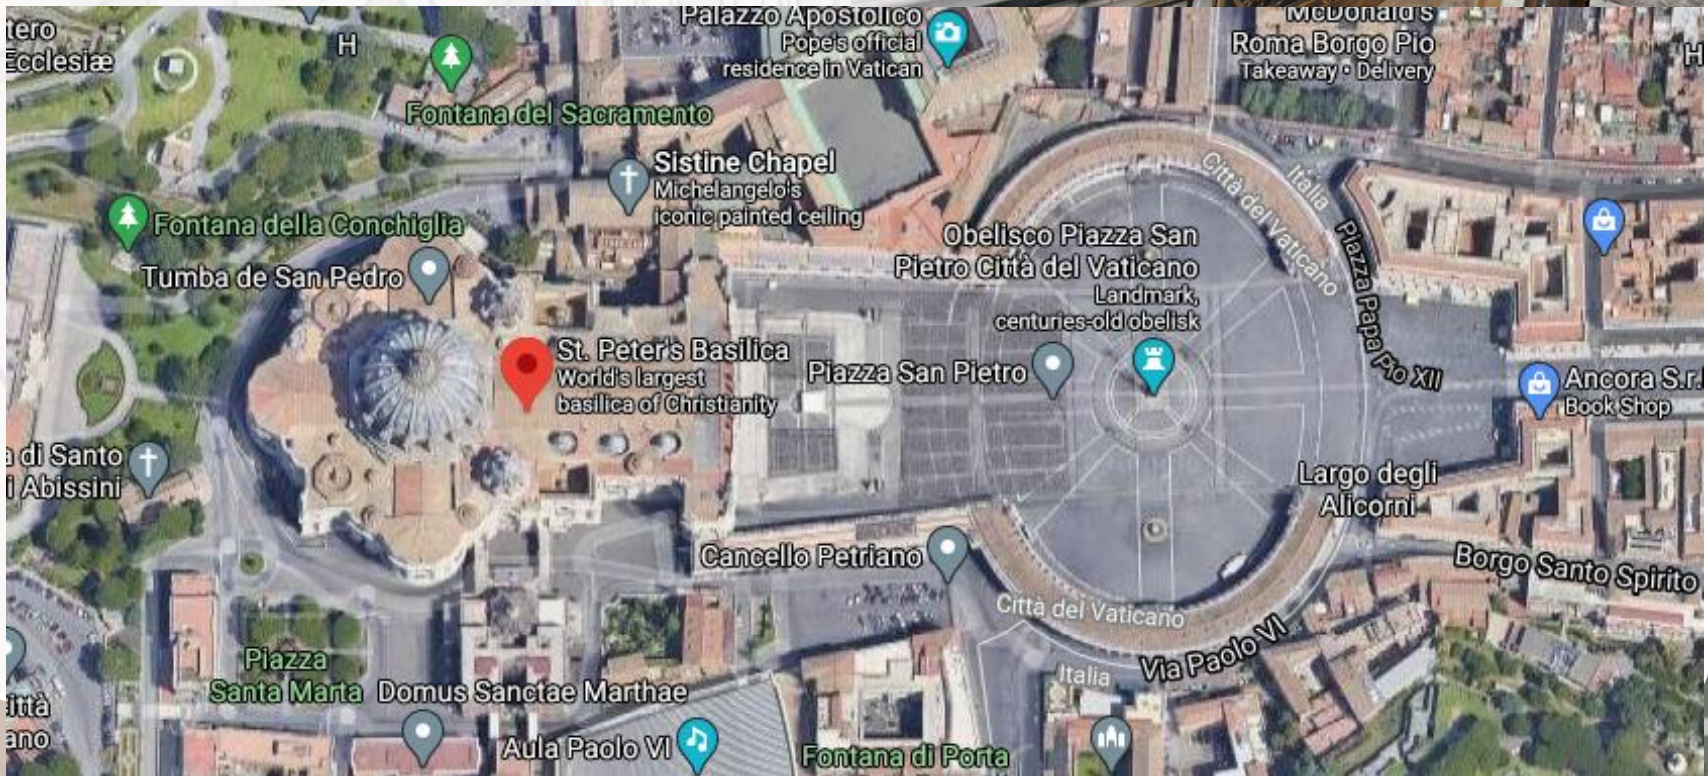 tero
Ecclesiæ
H
Fontana del Sacramento
Palazzo Apostolico
Pope's official
residence in Vatican
McDonald's
Roma Borgo Pio
Takeaway • Delivery
H
Sistine Chapel
Michelangelo's
iconic painted ceiling
Città del Vaticano
Italia
Fontana della Conchiglia
Tumba de San Pedro
Obelisco Piazza San
Pietro Città del Vaticano
Landmark,
centuries-old obelisk
Piazza Papa Pio XII
St. Peter's Basilica
World's largest
basilica of Christianity
Piazza San Pietro
Ancora S.r.l
Book Shop
a di Santo
i Abissini
Largo degli
Alicorni
Cancello Petriano
Borgo Santo Spirito
Città del Vaticano
Italia
Via Paolo VI
Piazza
Santa Marta
Domus Sanctae Marthae
città
ano
Aula Paolo VI
Fontana di Porta